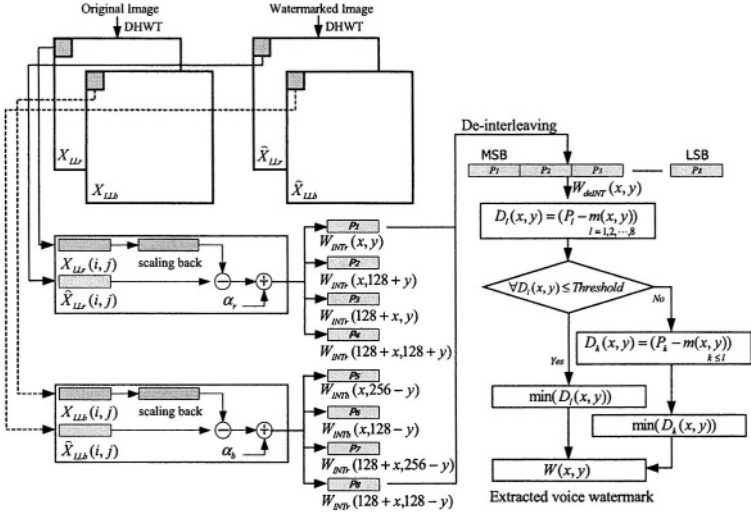 Original Image
Watermarked Image
DHWT
DHWT
X_LLr
X_LLb
X̂_LLr
X̂_LLb
De-interleaving
MSB
LSB
P1 P2 P3 P8
W_deINT(x, y)
D_l(x, y)=(P_l − m(x, y))
l=1,2,⋯,8
∀D_l(x, y) ≤ Threshold
No
Yes
D_k(x, y)=(P_k − m(x, y))
k≤l
min(D_l(x, y))
min(D_k(x, y))
W(x, y)
Extracted voice watermark
X_LLr(i, j)
scaling back
X̂_LLr(i, j)
−
+
α_r
P1
W_INTr(x, y)
P2
W_INTr(x,128+y)
P3
W_INTr(128+x, y)
P4
W_INTr(128+x,128+y)
X_LLb(i, j)
scaling back
X̂_LLb(i, j)
−
+
α_b
P5
W_INTb(x,256−y)
P6
W_INTb(x,128−y)
P7
W_INTr(128+x,256−y)
P8
W_INTr(128+x,128−y)